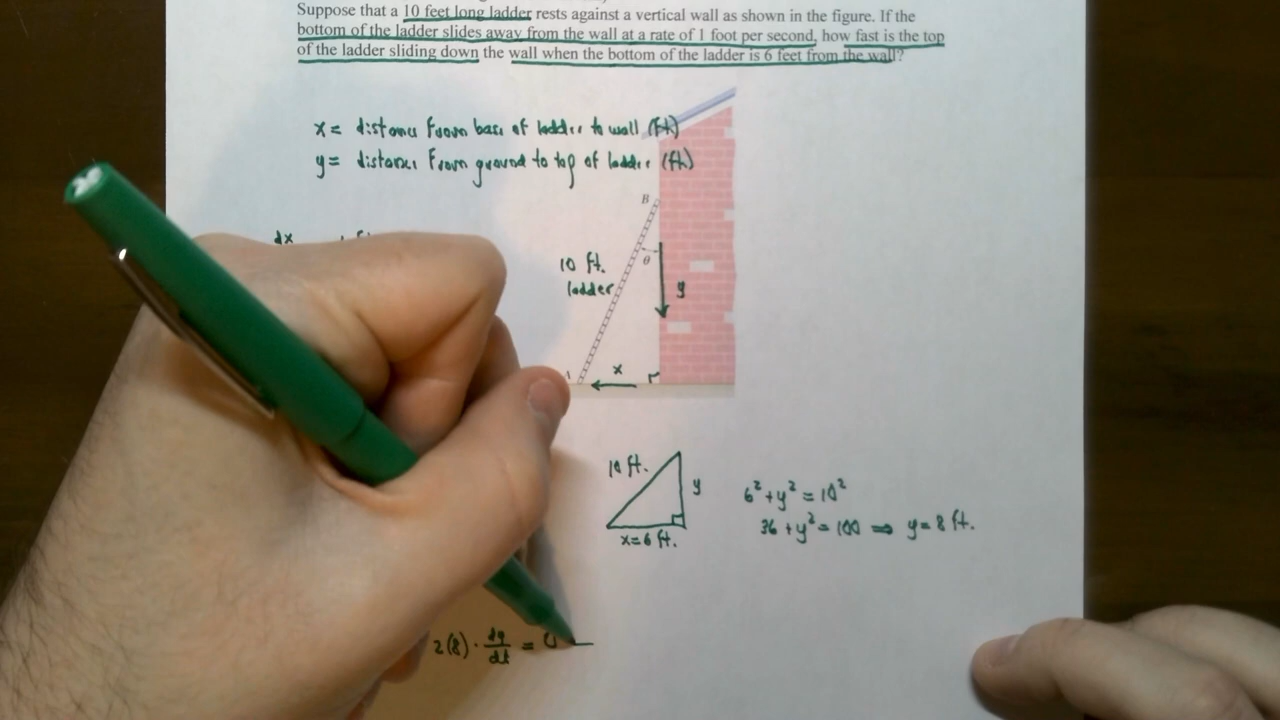 Suppose that a 10 feet long ladder rests against a vertical wall as shown in the figure. If the
bottom of the ladder slides away from the wall at a rate of 1 foot per second, how fast is the top
of the ladder sliding down the wall when the bottom of the ladder is 6 feet from the wall?
x = distance from base of ladder to wall (ft)
y = distance from ground to top of ladder (ft)
B
dx
θ
10 ft.
ladder
y
x
10 ft.
y
x=6 ft.
6² + y² = 10²
36 + y² = 100 ⇒ y = 8 ft.
2(8) · dy/dt = 0